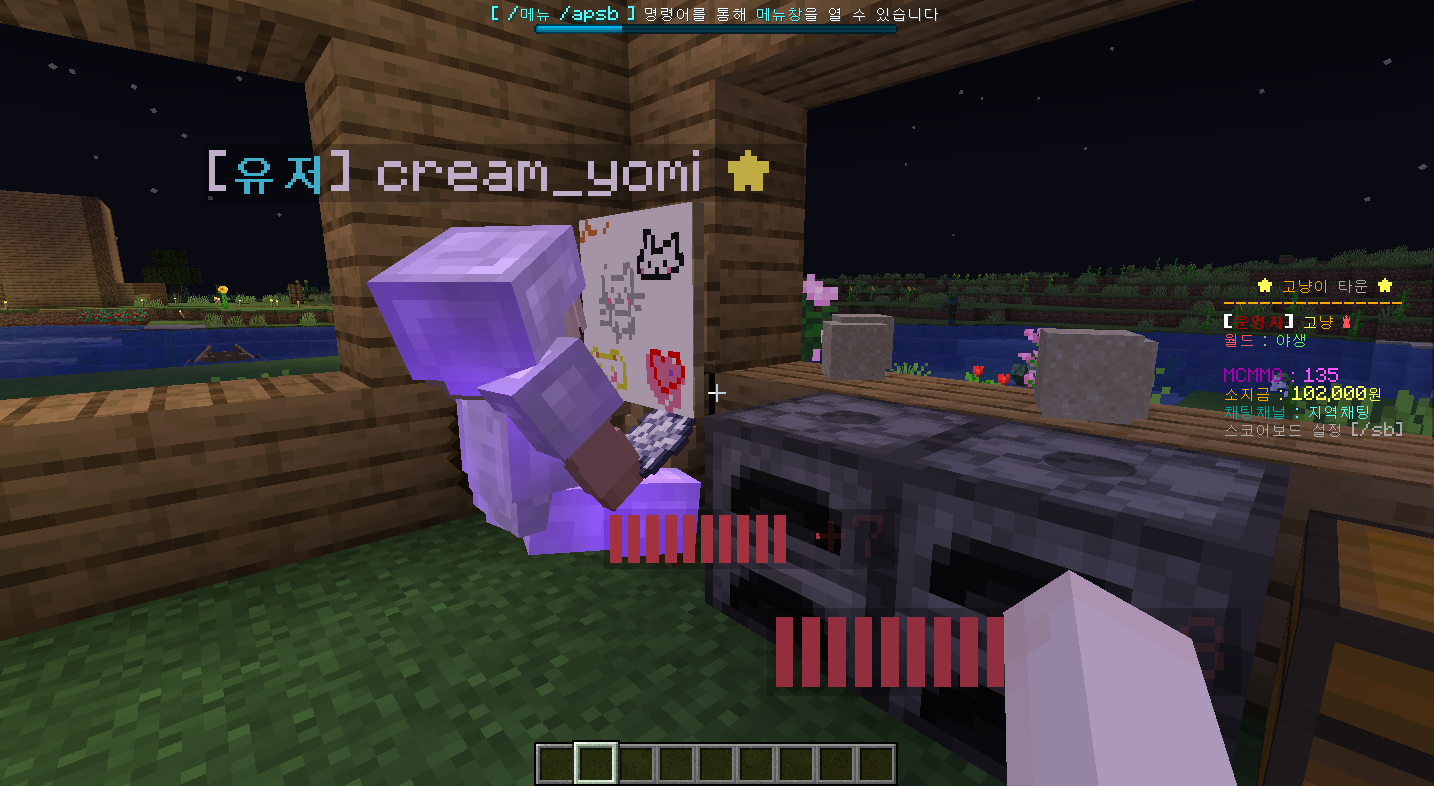 [ /메뉴 /apsb ] 명령어를 통해 메뉴창을 열 수 있습니다
[유저] cream_yomi
고냥이 타운
[운영자] 고냥
월드 : 야생
MCMMO : 135
소지금 : 102,000원
채팅채널 : 지역채팅
스코어보드 설정 [/sb]
+7